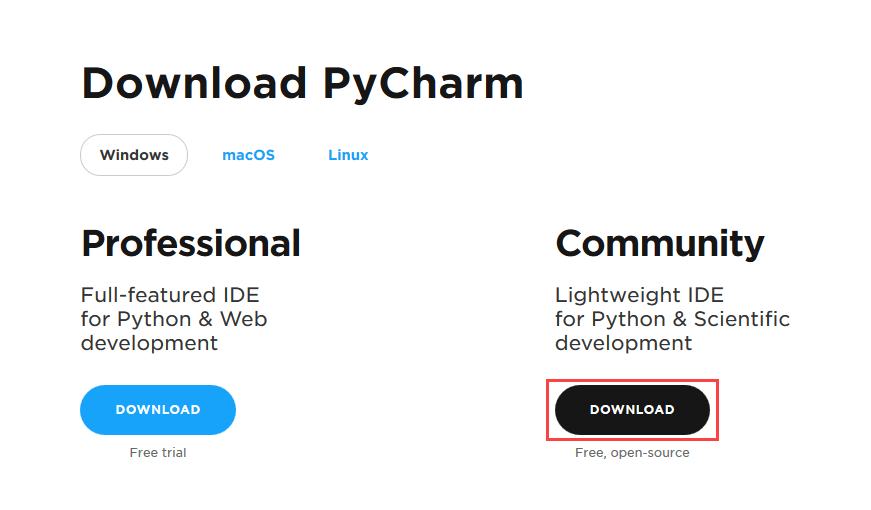 Download PyCharm
Windows macOS Linux
Professional
Full-featured IDE
for Python & Web
development
DOWNLOAD
Free trial
Community
Lightweight IDE
for Python & Scientific
development
DOWNLOAD
Free, open-source